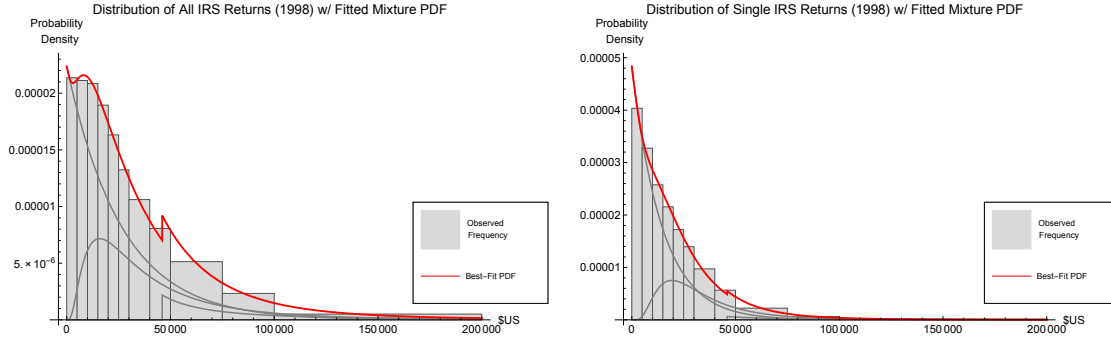 Distribution of All IRS Returns (1998) w/ Fitted Mixture PDF
Probability
Density
0.00002
0.000015
0.00001
5. × 10⁻⁶
0
50 000
100 000
150 000
200 000
$US
Observed
Frequency
Best–Fit PDF
Distribution of Single IRS Returns (1998) w/ Fitted Mixture PDF
Probability
Density
0.00005
0.00004
0.00003
0.00002
0.00001
0
50 000
100 000
150 000
200 000
$US
Observed
Frequency
Best–Fit PDF